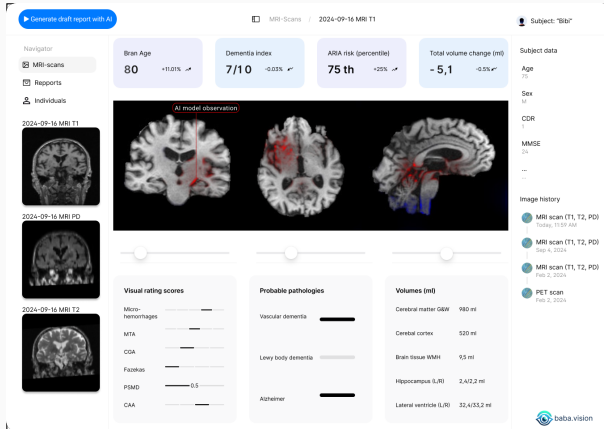 ▶ Generate draft report with AI
MRI-Scans / 2024-09-16 MRI T1
Subject: "Bibi"
Navigator
MRI-scans
Repports
Individuals
2024-09-16 MRI T1
2024-09-16 MRI PD
2024-09-16 MRI T2
Bran Age
80 +11.01%
Dementia index
7/10 -0.03%
ARIA risk (percentile)
75 th +25%
Total volume change (ml)
- 5,1 -0.5%
AI model observation
Visual rating scores
Micro-
hemorrhages
MTA
CGA
Fazekas
PSMD 0.5
CAA
Probable pathologies
Vascular dementia
Lewy body dementia
Alzheimer
Volumes (ml)
Cerebral matter G&W 980 ml
Cerebral cortex 520 ml
Brain tissue WMH 9,5 ml
Hippocampus (L/R) 2,4/2,2 ml
Lateral ventricle (L/R) 32,4/33,2 ml
Subject data
Age
75
Sex
M
CDR
1
MMSE
24
...
...
Image history
MRI scan (T1, T2, PD)
Today, 11:59 AM
MRI scan (T1, T2, PD)
Sep 4, 2024
MRI scan (T1, T2, PD)
Feb 2, 2024
PET scan
Feb 2, 2024
baba.vision